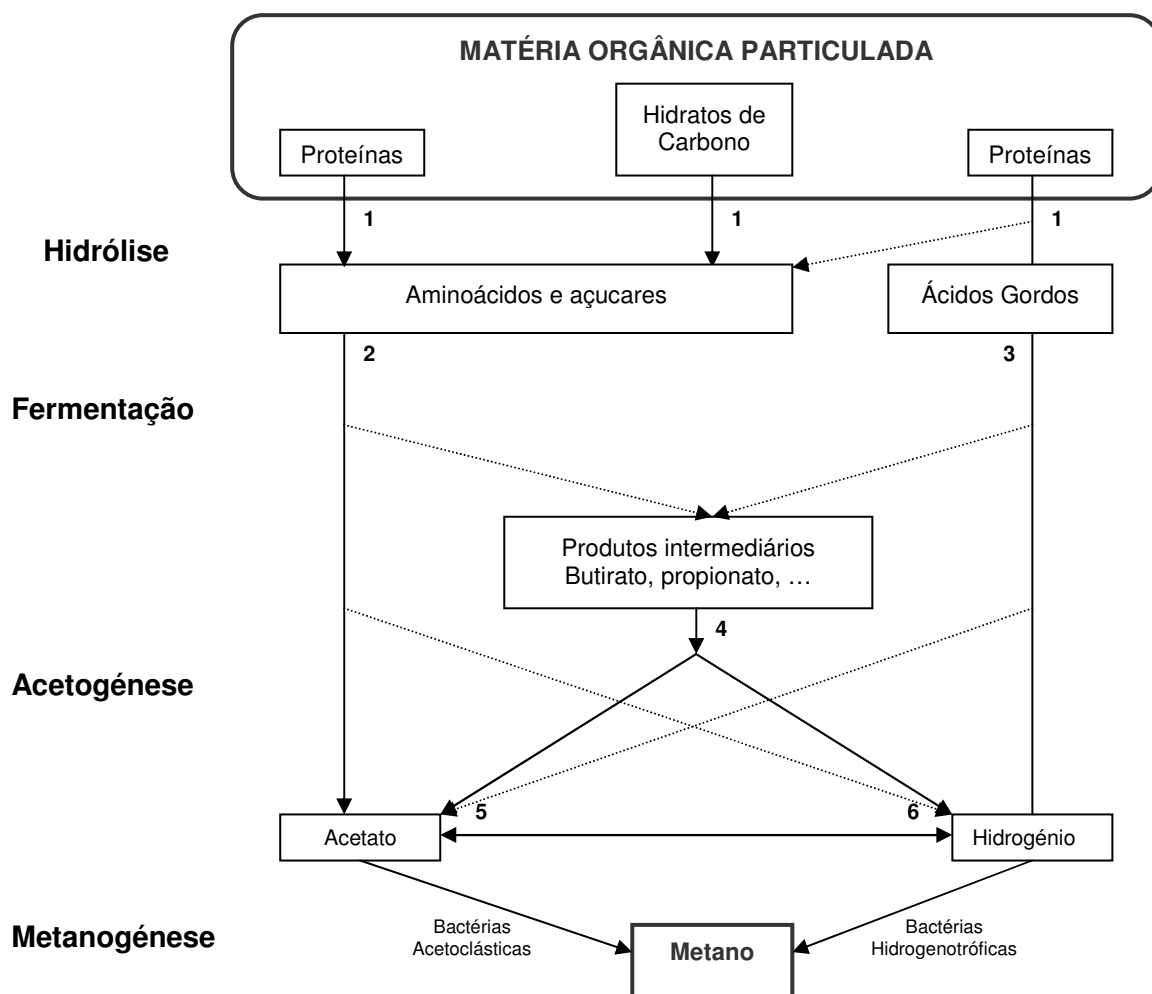 MATÉRIA ORGÂNICA PARTICULADA
Hidratos de
Carbono
Proteínas
Proteínas
1
1
1
Hidrólise
Aminoácidos e açucares
Ácidos Gordos
2
3
Fermentação
Produtos intermediários
Butirato, propionato, …
4
Acetogénese
5
6
Acetato
Hidrogénio
Metanogénese
Bactérias
Acetoclásticas
Metano
Bactérias
Hidrogenotróficas